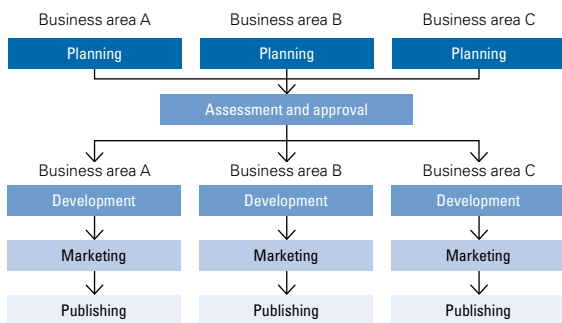 Business area A
Business area B
Business area C
Planning
Planning
Planning
Assessment and approval
Business area A
Business area B
Business area C
Development
Development
Development
Marketing
Marketing
Marketing
Publishing
Publishing
Publishing